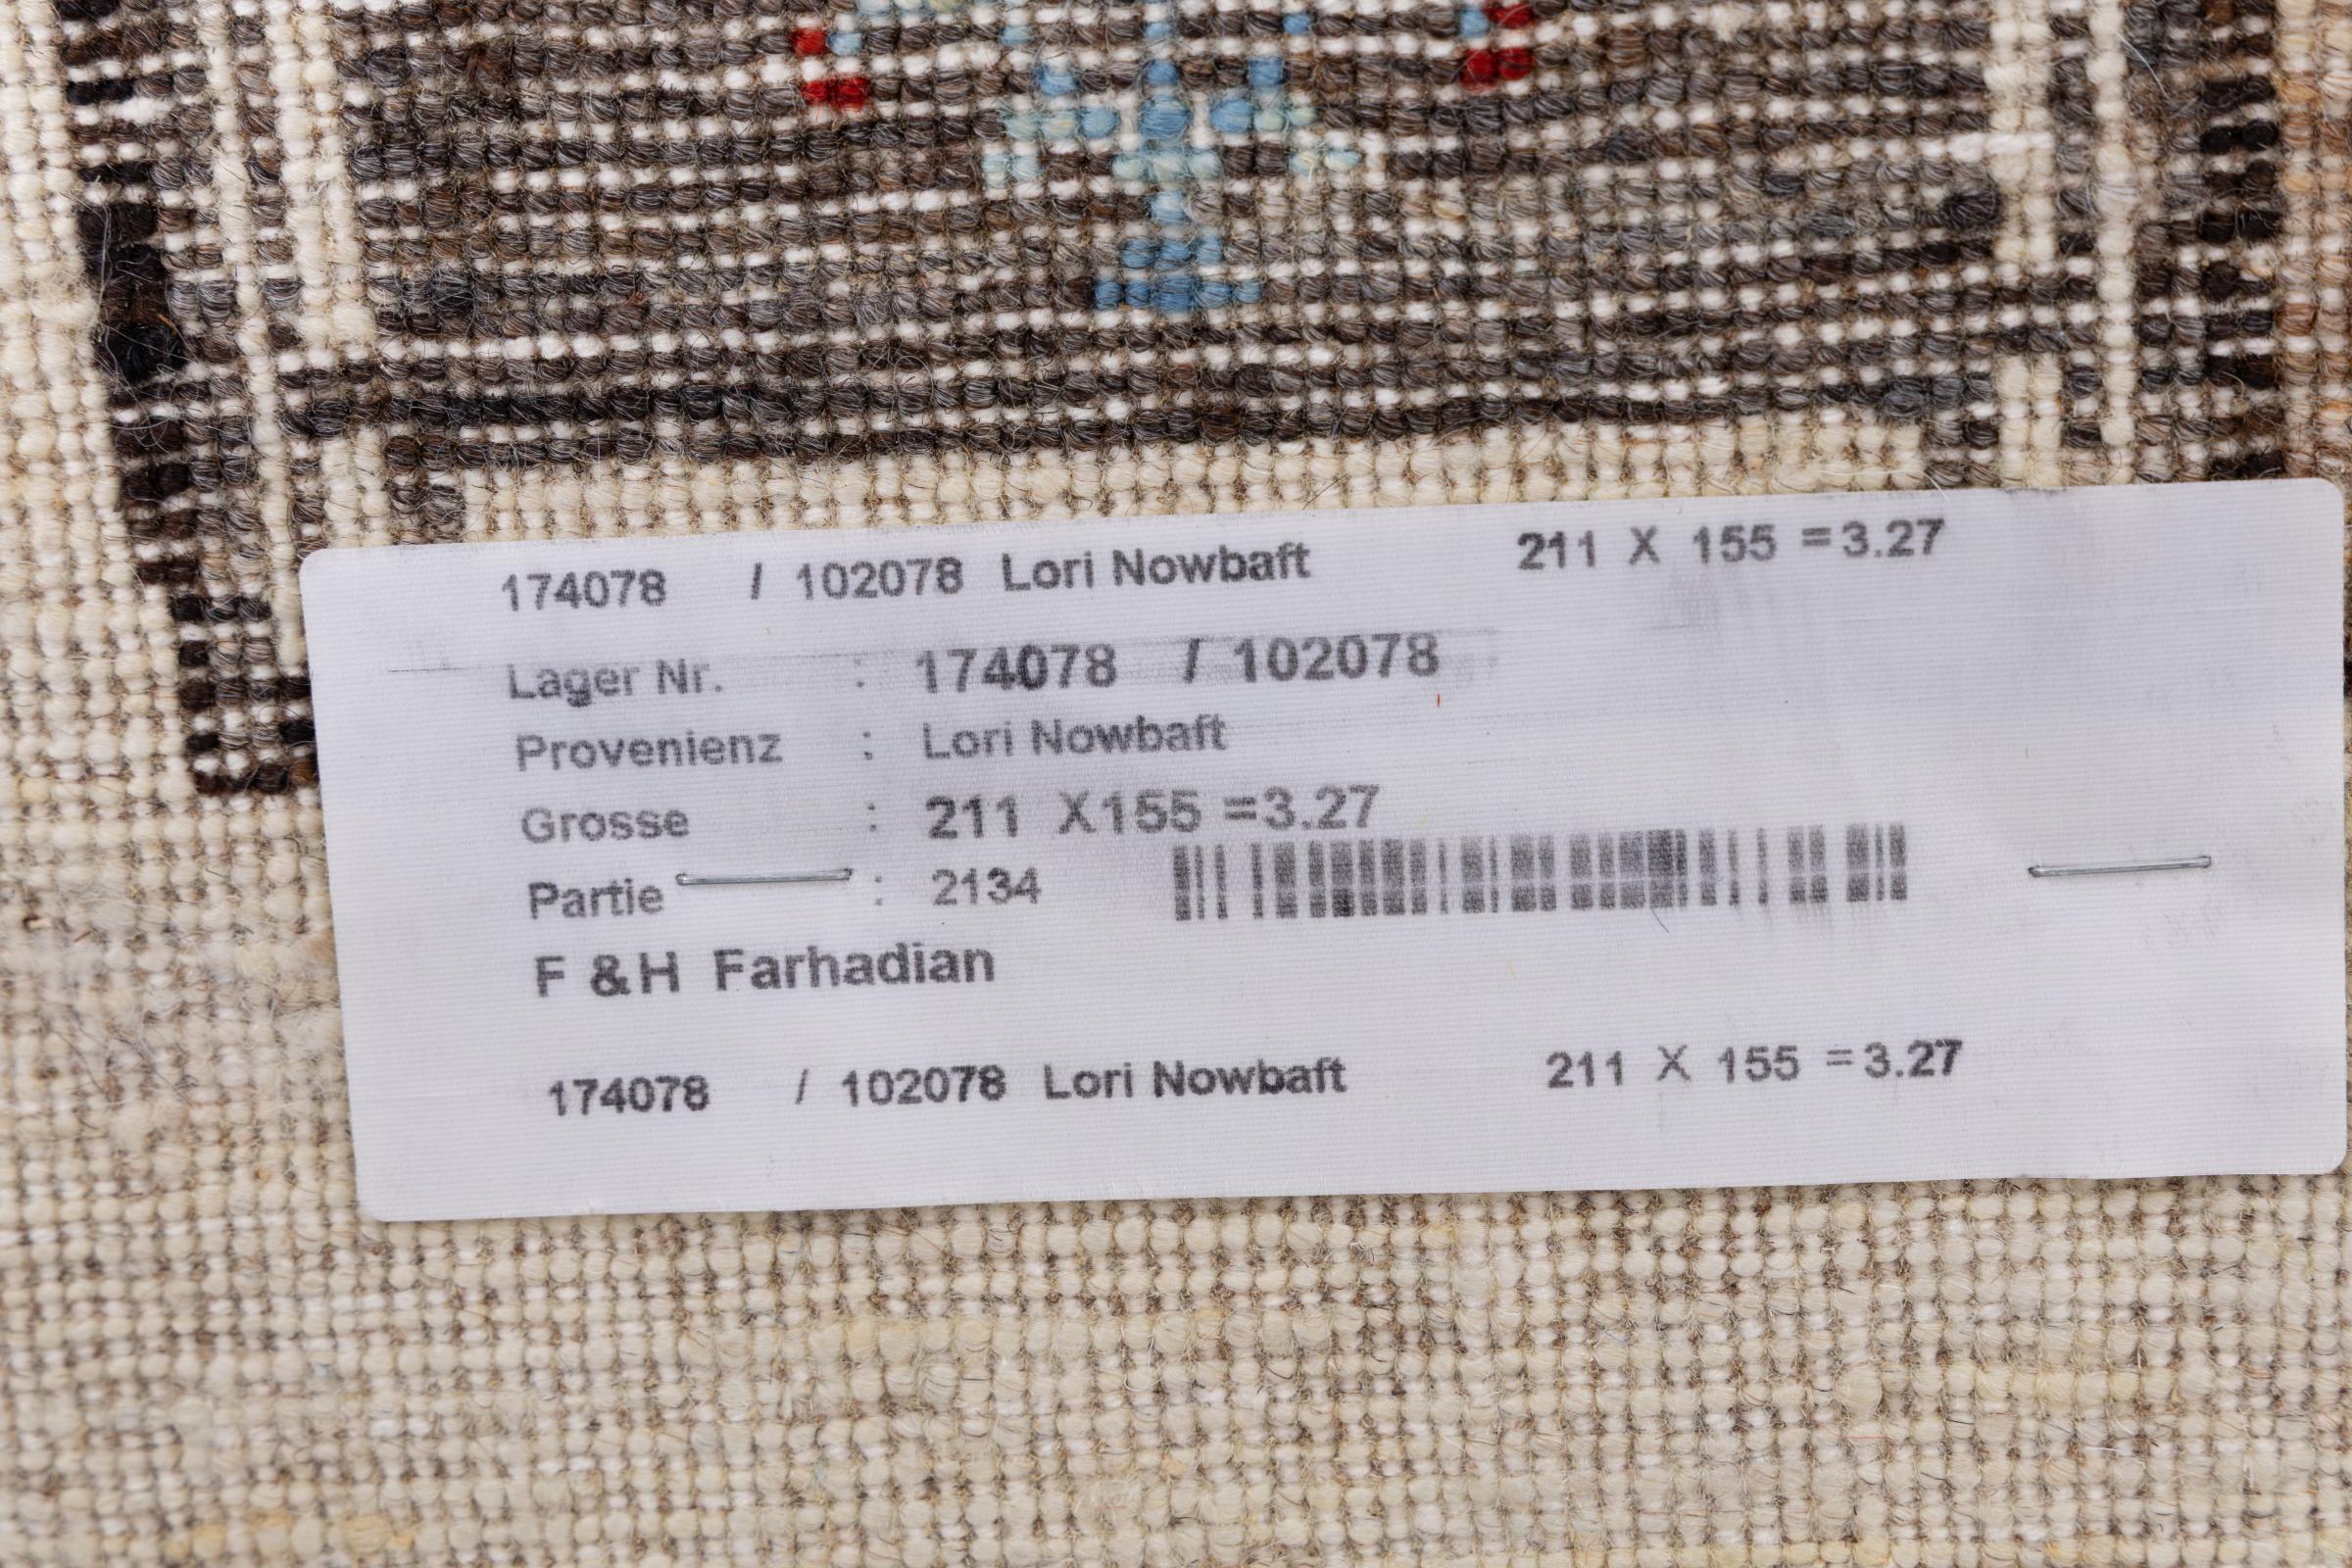 174078 / 102078 Lori Nowbaft 211 X 155 =3.27
Lager Nr. : 174078 / 102078
Provenienz : Lori Nowbaft
Grosse : 211 X155 =3.27
Partie : 2134
F &H Farhadian
174078 / 102078 Lori Nowbaft 211 X 155 =3.27